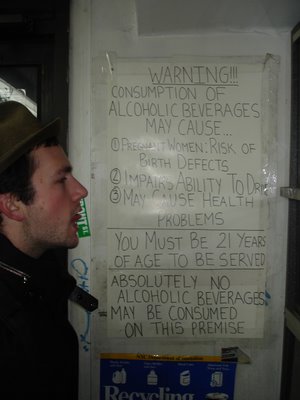 WARNING!!!
CONSUMPTION OF
ALCOHOLIC BEVERAGES
MAY CAUSE...
① PREGNANT WOMEN: RISK OF
BIRTH DEFECTS
② IMPAIRS ABILITY TO DRI
③ MAY CAUSE HEALTH
PROBLEMS
YOU MUST BE 21 YEARS
OF AGE TO BE SERVED
ABSOLUTELY NO
ALCOHOLIC BEVERAGES
MAY BE CONSUMED
ON THIS PREMISE
Recycling